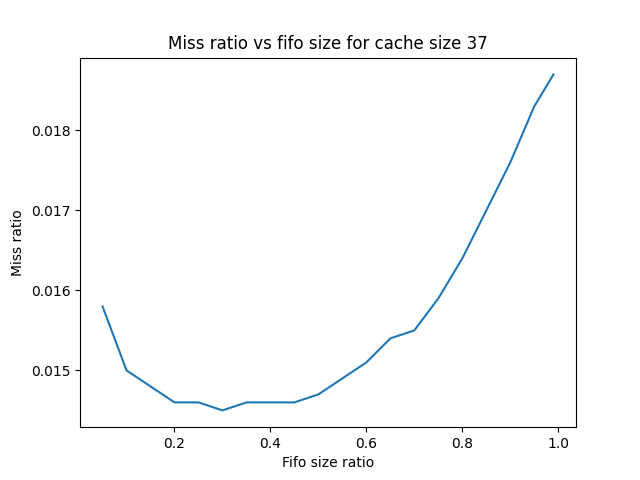 Miss ratio vs fifo size for cache size 37
0.018
0.017
0.016
0.015
Miss ratio
0.2 0.4 0.6 0.8 1.0
Fifo size ratio